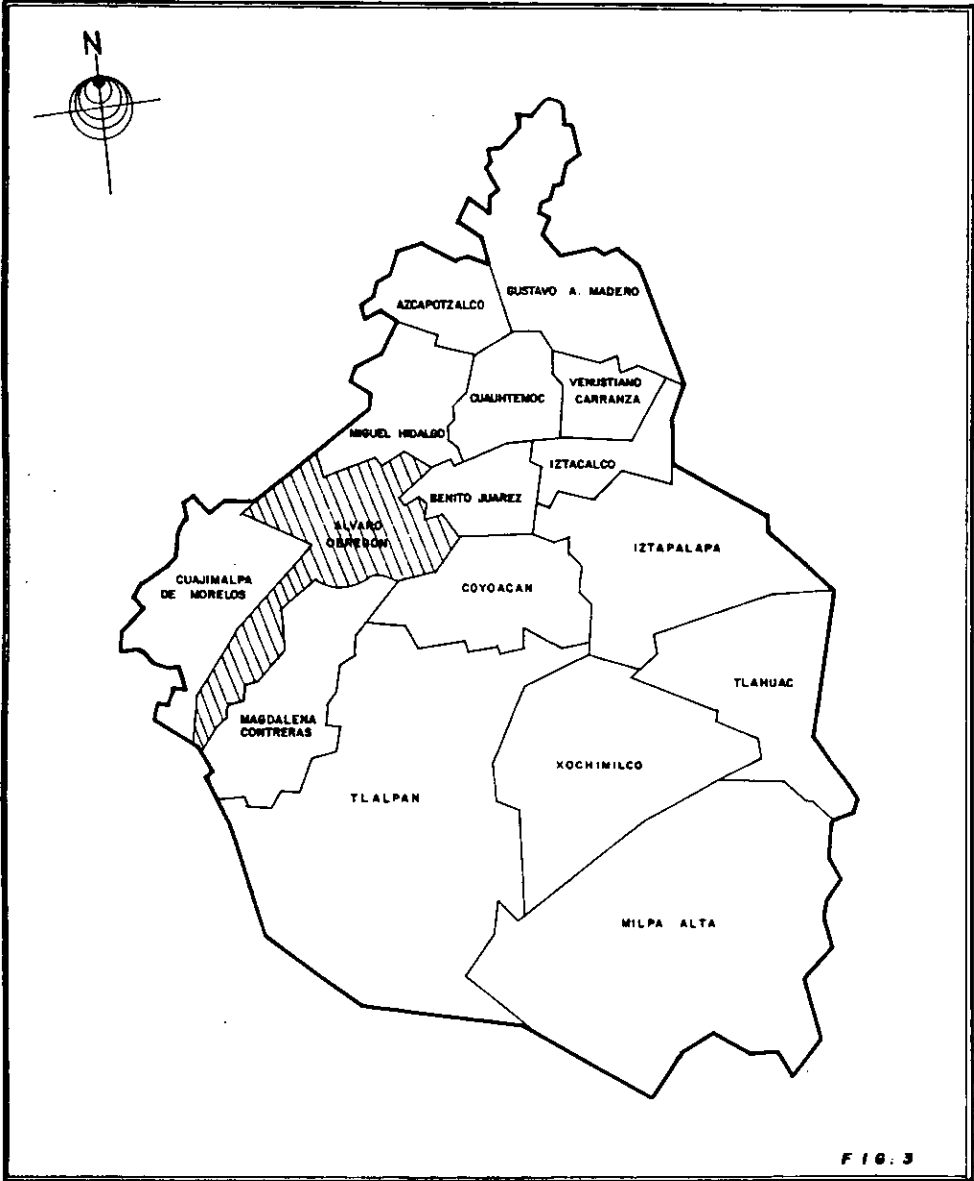 N
GUSTAVO A. MADERO
AZCAPOTZALCO
VENUSTIANO
CARRANZA
CUAUHTEMOC
MIGUEL HIDALGO
IZTACALCO
BENITO JUAREZ
ALVARO
OBREGON
IZTAPALAPA
CUAJIMALPA
DE MORELOS
COYOACAN
TLAHUAC
MAGDALENA
CONTRERAS
XOCHIMILCO
TLALPAN
MILPA ALTA
FIG. 3